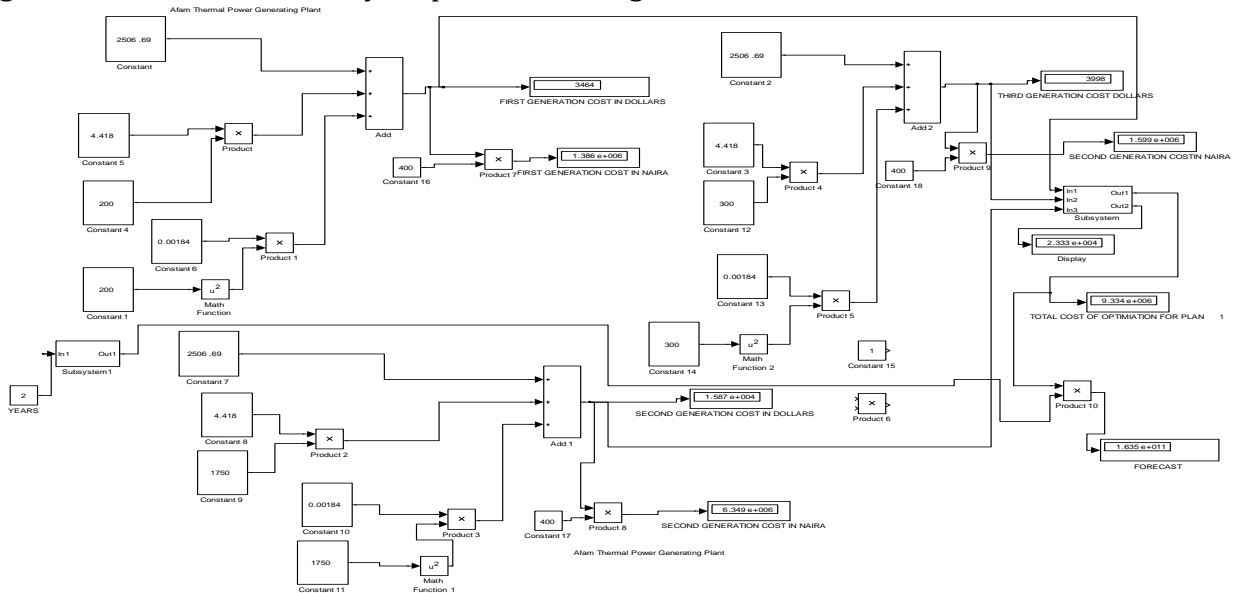 Afam Thermal Power Generating Plant
2506 .69
Constant
+
+
+
Add
3464
FIRST GENERATION COST IN DOLLARS
4.418
Constant 5
×
Product
200
Constant 4
400
Constant 16
×
Product 7
1.386 e+006
FIRST GENERATION COST IN NAIRA
0.00184
Constant 6
×
Product 1
200
Constant 1
u²
Math
Function
2506 .69
Constant 2
+
+
+
Add 2
3998
THIRD GENERATION COST DOLLARS
4.418
Constant 3
×
Product 4
300
Constant 12
400
Constant 18
×
Product 9
1.599 e+006
SECOND GENERATION COSTIN NAIRA
In1
In2
In3
Out1
Out2
Subsystem
2.333 e+004
Display
0.00184
Constant 13
×
Product 5
300
Constant 14
u²
Math
Function 2
9.334 e+006
TOTAL COST OF OPTIMIATION FOR PLAN 1
1
Constant 15
×
Product 6
×
Product 10
1.635 e+011
FORECAST
In1 Out1
Subsystem1
2
YEARS
2506 .69
Constant 7
+
+
+
Add 1
1.587 e+004
SECOND GENERATION COST IN DOLLARS
4.418
Constant 8
×
Product 2
1750
Constant 9
0.00184
Constant 10
×
Product 3
1750
Constant 11
u²
Math
Function 1
400
Constant 17
×
Product 8
6.349 e+006
SECOND GENERATION COST IN NAIRA
Afam Thermal Power Generating Plant